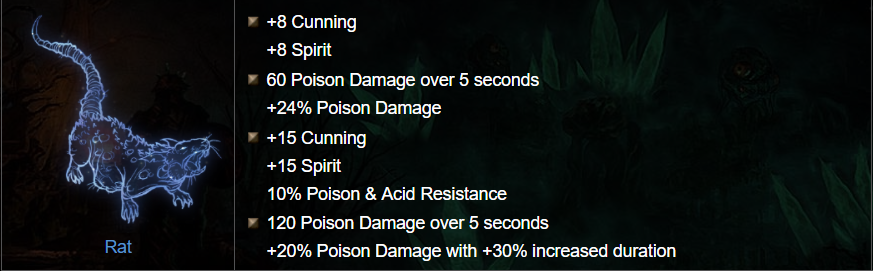 +8 Cunning
+8 Spirit
60 Poison Damage over 5 seconds
+24% Poison Damage
+15 Cunning
+15 Spirit
10% Poison & Acid Resistance
120 Poison Damage over 5 seconds
+20% Poison Damage with +30% increased duration
Rat